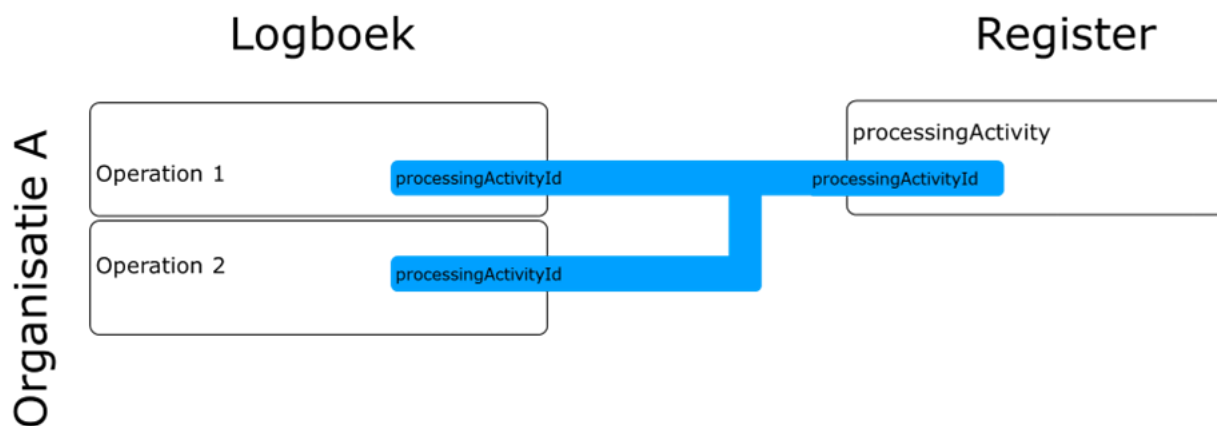 Logboek
Register
Organisatie A
processingActivity
Operation 1
processingActivityId
processingActivityId
Operation 2
processingActivityId